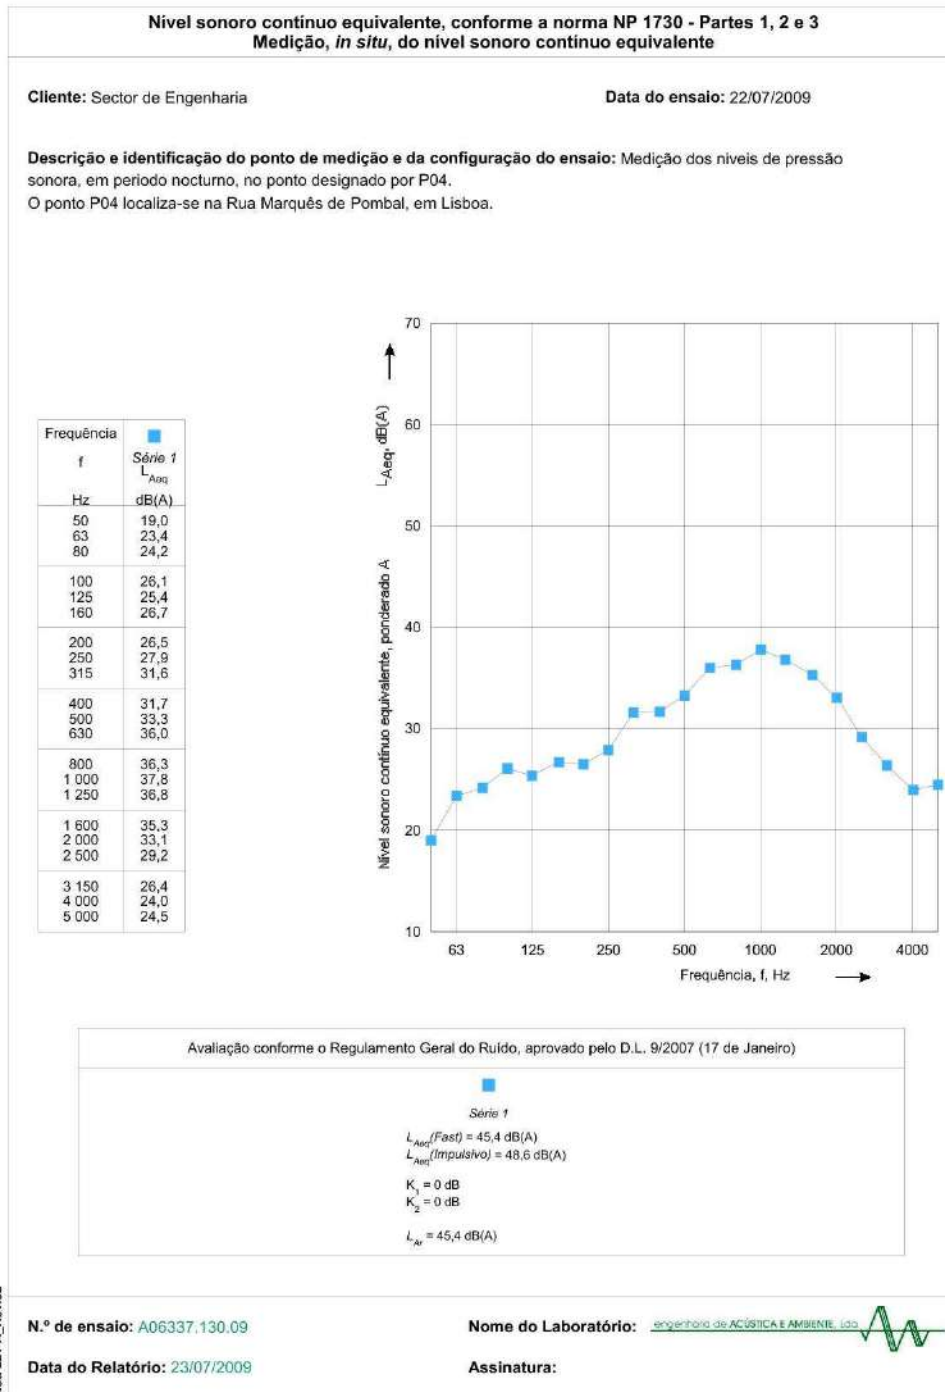 Nível sonoro contínuo equivalente, conforme a norma NP 1730 - Partes 1, 2 e 3
Medição, in situ, do nível sonoro contínuo equivalente
Cliente: Sector de Engenharia
Data do ensaio: 22/07/2009
Descrição e identificação do ponto de medição e da configuração do ensaio: Medição dos niveis de pressão
sonora, em periodo nocturno, no ponto designado por P04.
O ponto P04 localiza-se na Rua Marquês de Pombal, em Lisboa.
Frequência
f Série 1
LAeq
Hz dB(A)
50 19,0
63 23,4
80 24,2
100 26,1
125 25,4
160 26,7
200 26,5
250 27,9
315 31,6
400 31,7
500 33,3
630 36,0
800 36,3
1 000 37,8
1 250 36,8
1 600 35,3
2 000 33,1
2 500 29,2
3 150 26,4
4 000 24,0
5 000 24,5
Nível sonoro contínuo equivalente, ponderado A LAeq, dB(A)
70
60
50
40
30
20
10
63 125 250 500 1000 2000 4000
Frequência, f, Hz
Avaliação conforme o Regulamento Geral do Ruído, aprovado pelo D.L. 9/2007 (17 de Janeiro)
Série 1
LAeq(Fast) = 45,4 dB(A)
LAeq(Impulsivo) = 48,6 dB(A)
K1 = 0 dB
K2 = 0 dB
LAr = 45,4 dB(A)
N.º de ensaio: A06337.130.09
Nome do Laboratório: engenharia de ACÚSTICA E AMBIENTE, Lda
Data do Relatório: 23/07/2009
Assinatura: